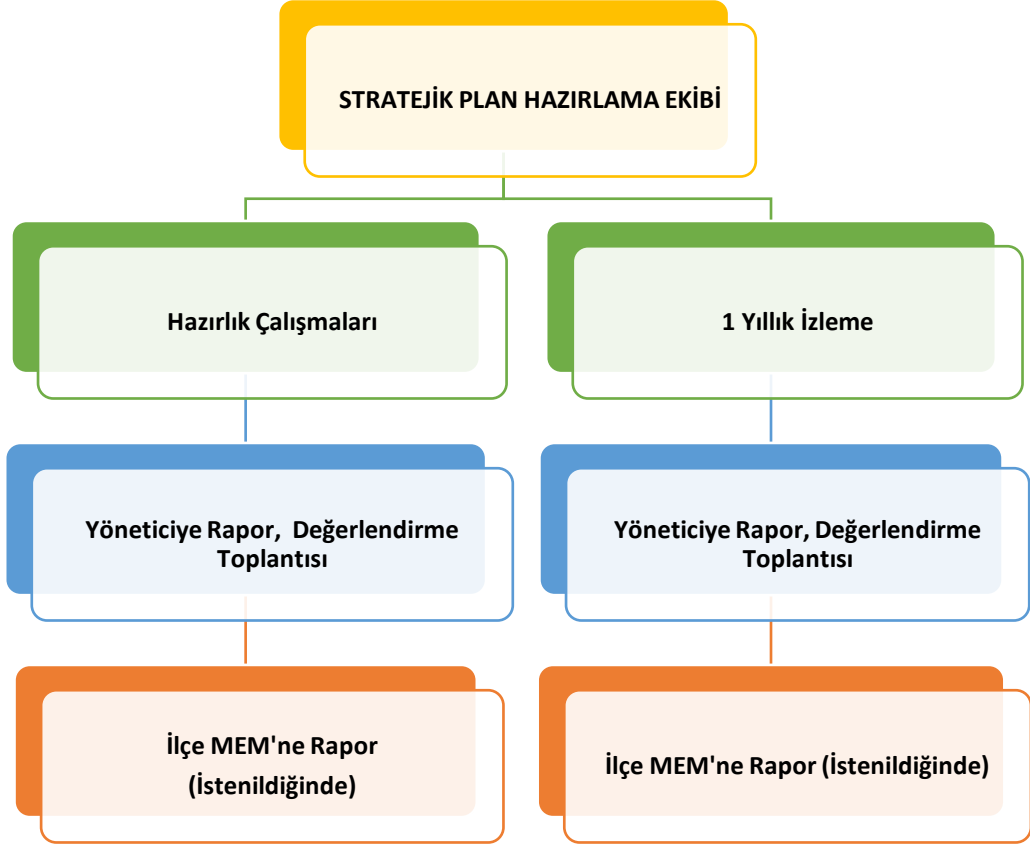 STRATEJİK PLAN HAZIRLAMA EKİBİ
Hazırlık Çalışmaları
1 Yıllık İzleme
Yöneticiye Rapor, Değerlendirme
Toplantısı
Yöneticiye Rapor, Değerlendirme
Toplantısı
İlçe MEM'ne Rapor
(İstenildiğinde)
İlçe MEM'ne Rapor (İstenildiğinde)